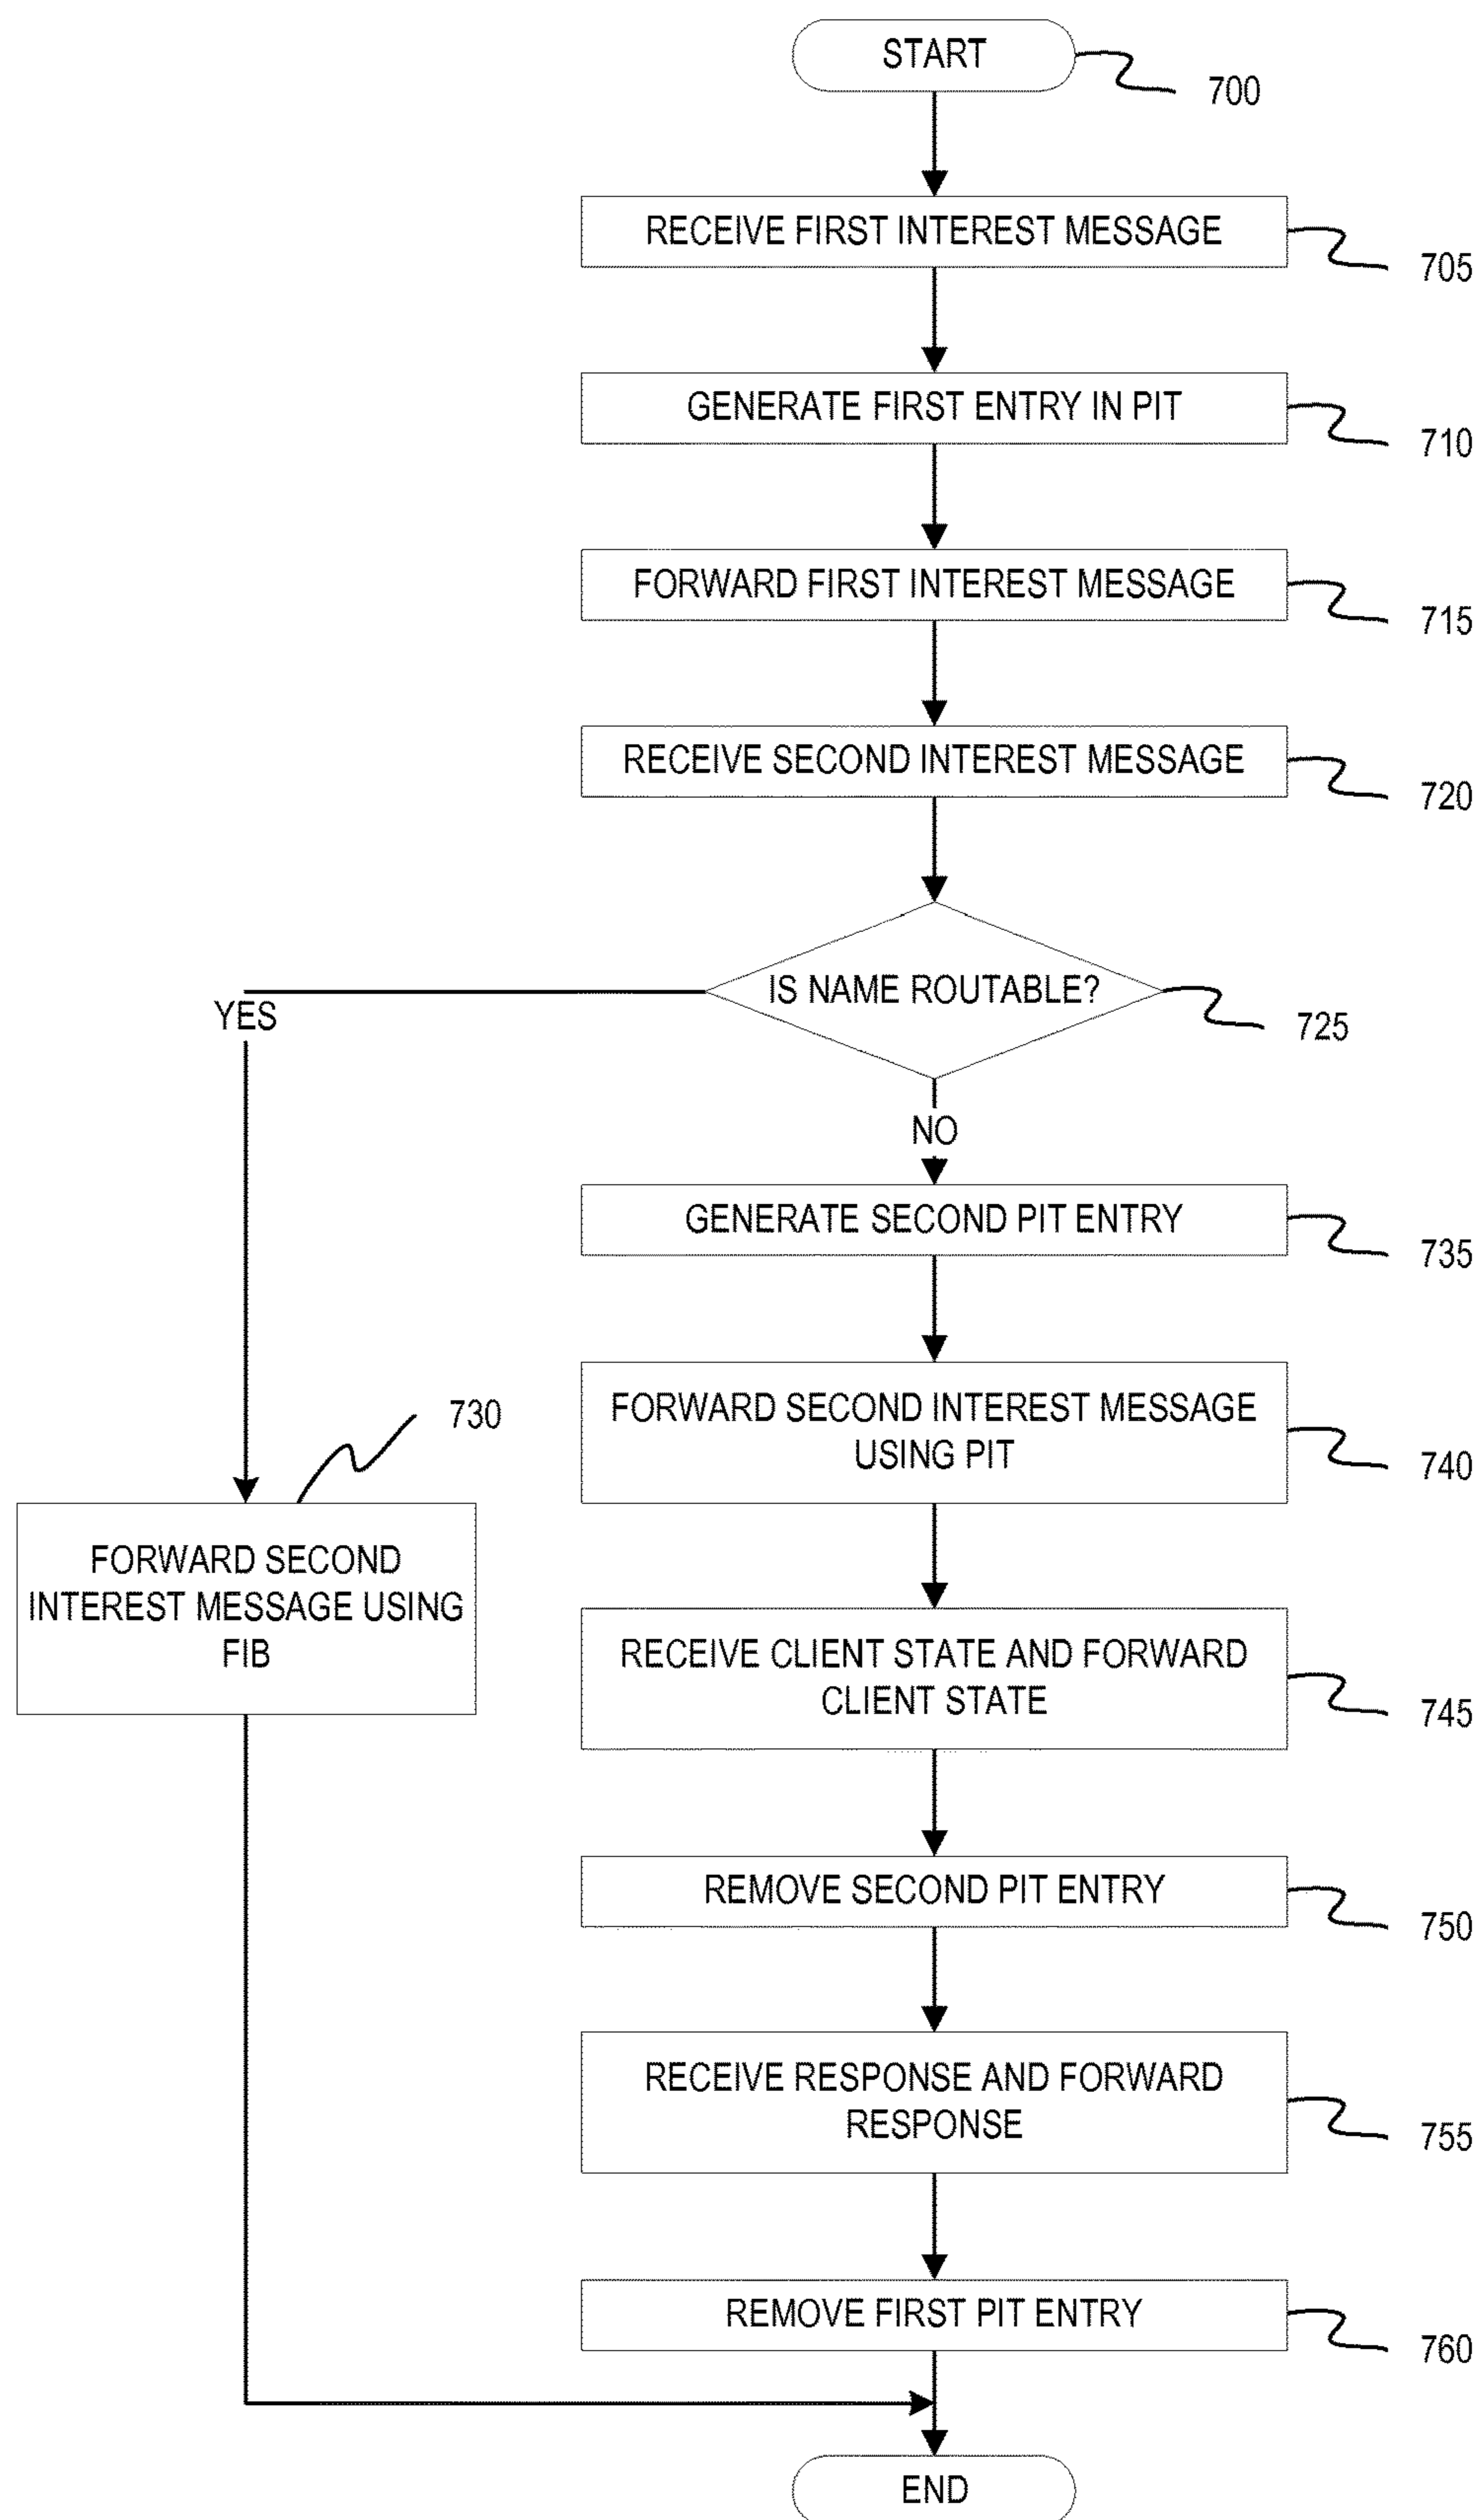 START
700
RECEIVE FIRST INTEREST MESSAGE
705
GENERATE FIRST ENTRY IN PIT
710
FORWARD FIRST INTEREST MESSAGE
715
RECEIVE SECOND INTEREST MESSAGE
720
IS NAME ROUTABLE?
725
YES
NO
GENERATE SECOND PIT ENTRY
735
FORWARD SECOND INTEREST MESSAGE
USING PIT
740
730
FORWARD SECOND
INTEREST MESSAGE USING
FIB
RECEIVE CLIENT STATE AND FORWARD
CLIENT STATE
745
REMOVE SECOND PIT ENTRY
750
RECEIVE RESPONSE AND FORWARD
RESPONSE
755
REMOVE FIRST PIT ENTRY
760
END